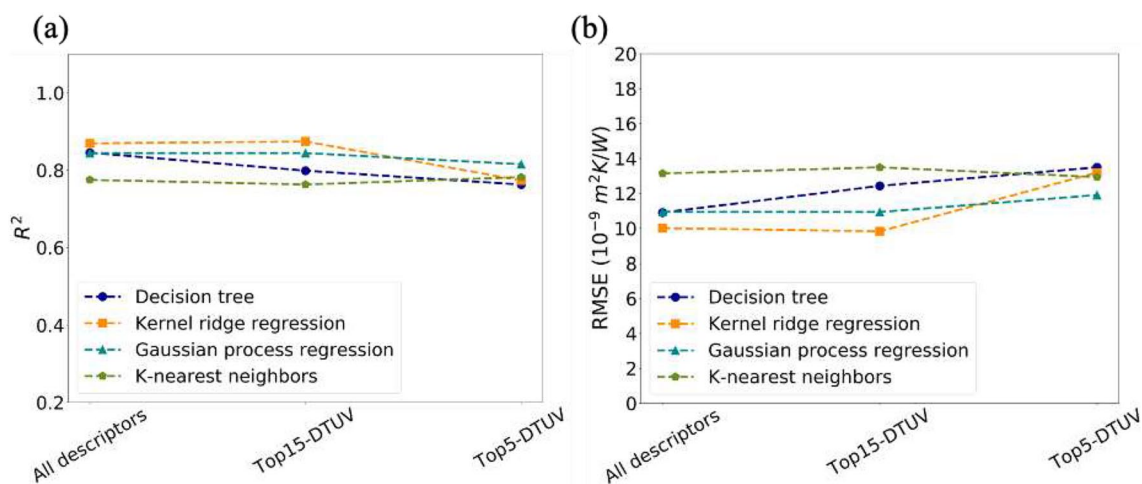 (a)
1.0
0.8
0.6
0.4
0.2
R²
Decision tree
Kernel ridge regression
Gaussian process regression
K-nearest neighbors
All descriptors
Top15-DTUV
Top5-DTUV
(b)
20
18
16
14
12
10
8
6
4
2
0
RMSE (10⁻⁹ m²K/W)
Decision tree
Kernel ridge regression
Gaussian process regression
K-nearest neighbors
All descriptors
Top15-DTUV
Top5-DTUV